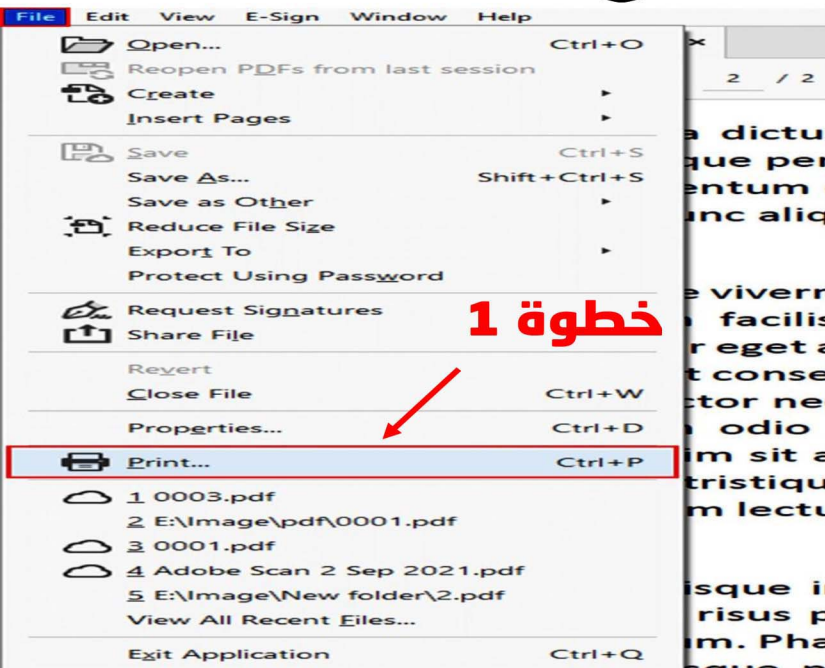 File Edit View E-Sign Window Help
Open... Ctrl+O
Reopen PDFs from last session
Create
Insert Pages
Save Ctrl+S
Save As... Shift+Ctrl+S
Save as Other
Reduce File Size
Export To
Protect Using Password
Request Signatures
Share File
خطوة 1
Revert
Close File Ctrl+W
Properties... Ctrl+D
Print... Ctrl+P
1 0003.pdf
2 E:\Image\pdf\0001.pdf
3 0001.pdf
4 Adobe Scan 2 Sep 2021.pdf
5 E:\Image\New folder\2.pdf
View All Recent Files...
Exit Application Ctrl+Q
2 / 2
a dictu
que per
entum
unc aliq
e viverr
facilis
r eget a
t conse
ctor ne
odio
im sit a
tristiqu
m lectu
isque i
risus p
um. Pha